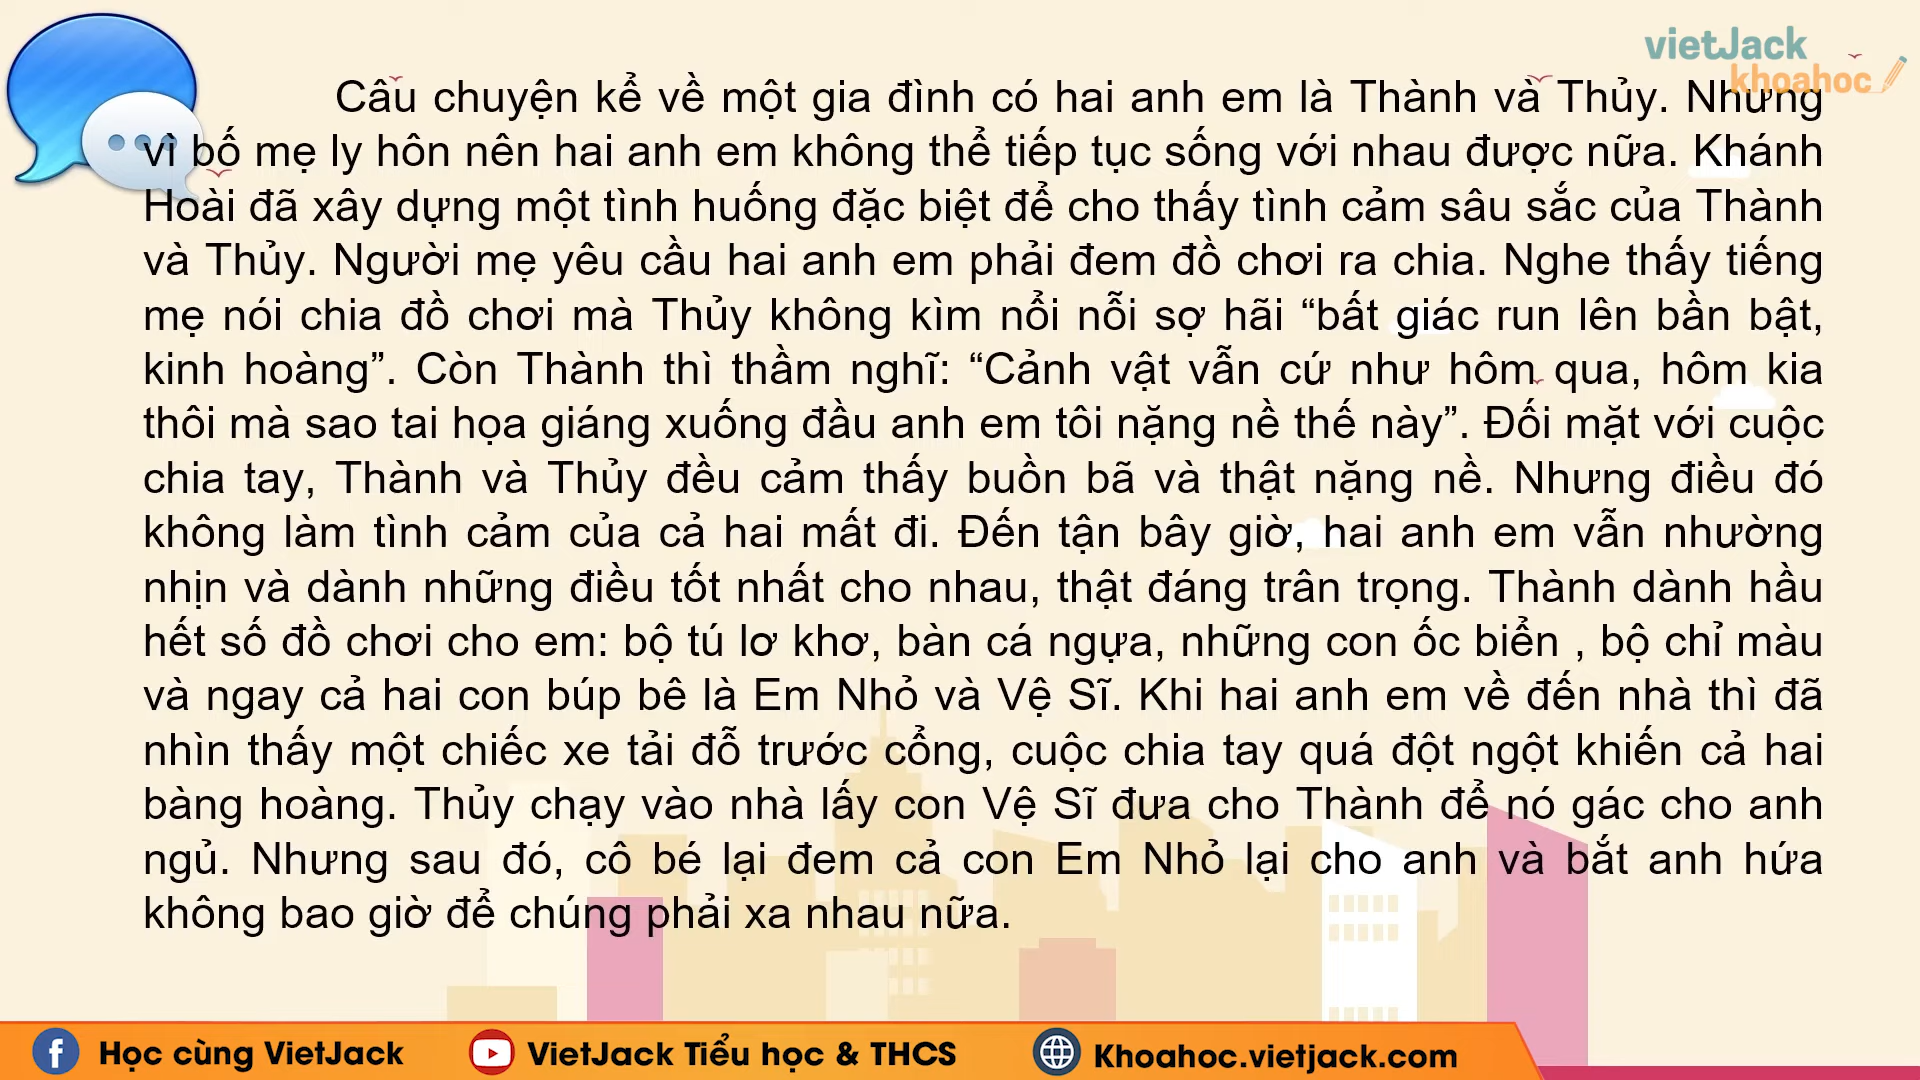 vietJack
khoahoc
Câu chuyện kể về một gia đình có hai anh em là Thành và Thủy. Nhưng
vì bố mẹ ly hôn nên hai anh em không thể tiếp tục sống với nhau được nữa. Khánh
Hoài đã xây dựng một tình huống đặc biệt để cho thấy tình cảm sâu sắc của Thành
và Thủy. Người mẹ yêu cầu hai anh em phải đem đồ chơi ra chia. Nghe thấy tiếng
mẹ nói chia đồ chơi mà Thủy không kìm nổi nỗi sợ hãi “bất giác run lên bần bật,
kinh hoàng”. Còn Thành thì thầm nghĩ: “Cảnh vật vẫn cứ như hôm qua, hôm kia
thôi mà sao tai họa giáng xuống đầu anh em tôi nặng nề thế này”. Đối mặt với cuộc
chia tay, Thành và Thủy đều cảm thấy buồn bã và thật nặng nề. Nhưng điều đó
không làm tình cảm của cả hai mất đi. Đến tận bây giờ, hai anh em vẫn nhường
nhịn và dành những điều tốt nhất cho nhau, thật đáng trân trọng. Thành dành hầu
hết số đồ chơi cho em: bộ tú lơ khơ, bàn cá ngựa, những con ốc biển , bộ chỉ màu
và ngay cả hai con búp bê là Em Nhỏ và Vệ Sĩ. Khi hai anh em về đến nhà thì đã
nhìn thấy một chiếc xe tải đỗ trước cổng, cuộc chia tay quá đột ngột khiến cả hai
bàng hoàng. Thủy chạy vào nhà lấy con Vệ Sĩ đưa cho Thành để nó gác cho anh
ngủ. Nhưng sau đó, cô bé lại đem cả con Em Nhỏ lại cho anh và bắt anh hứa
không bao giờ để chúng phải xa nhau nữa.
Học cùng VietJack
VietJack Tiểu học & THCS
Khoahoc.vietjack.com